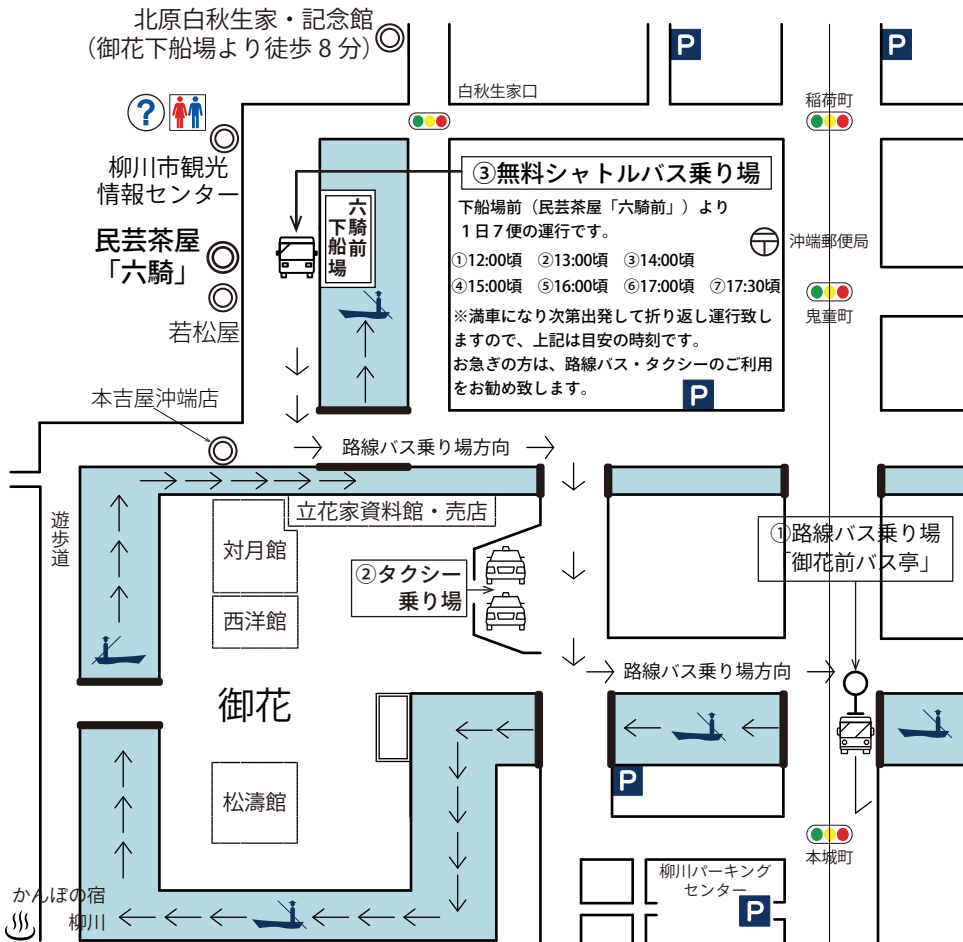 北原白秋生家・記念館
（御花下船場より徒歩8分）
P
P
白秋生家口
稲荷町
?
柳川市観光
情報センター
③無料シャトルバス乗り場
下船場前（民芸茶屋「六騎前」）より
1日7便の運行です。
①12:00頃 ②13:00頃 ③14:00頃
④15:00頃 ⑤16:00頃 ⑥17:00頃 ⑦17:30頃
※満車になり次第出発して折り返し運行致し
ますので、上記は目安の時刻です。
お急ぎの方は、路線バス・タクシーのご利用
をお勧め致します。
P
六騎前
下船場
民芸茶屋
「六騎」
沖端郵便局
若松屋
鬼童町
本吉屋沖端店
路線バス乗り場方向
遊歩道
立花家資料館・売店
対月館
①路線バス乗り場
「御花前バス亭」
②タクシー
乗り場
西洋館
路線バス乗り場方向
御花
P
松濤館
本城町
柳川パーキング
センター
P
かんぽの宿
柳川